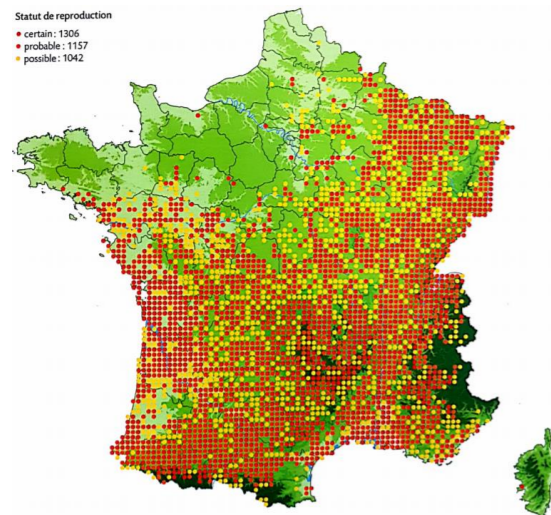 Statut de reproduction
certain : 1306
probable : 1157
possible : 1042